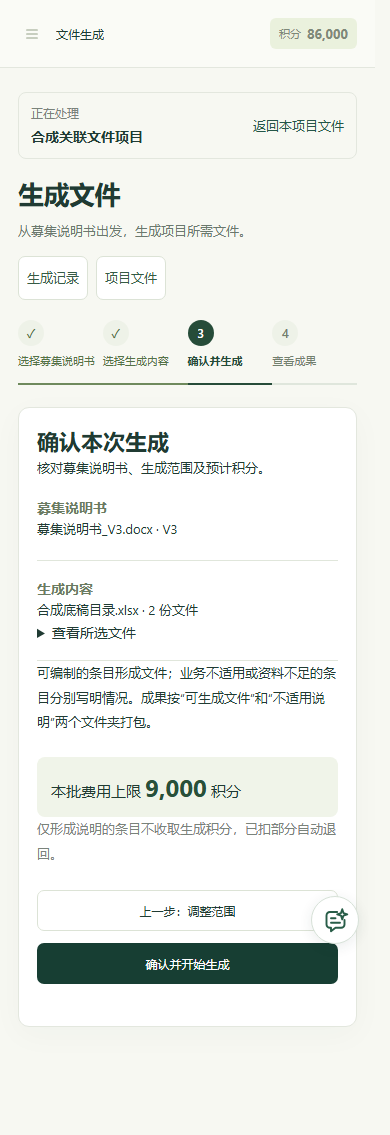 文件生成
积分 86,000
正在处理
合成关联文件项目
返回本项目文件
生成文件
从募集说明书出发，生成项目所需文件。
生成记录
项目文件
✓
✓
3
4
选择募集说明书
选择生成内容
确认并生成
查看成果
确认本次生成
核对募集说明书、生成范围及预计积分。
募集说明书
募集说明书_V3.docx · V3
生成内容
合成底稿目录.xlsx · 2 份文件
▶ 查看所选文件
可编制的条目形成文件；业务不适用或资料不足的条
目分别写明情况。成果按“可生成文件”和“不适用说
明”两个文件夹打包。
本批费用上限 9,000 积分
仅形成说明的条目不收取生成积分，已扣部分自动退
回。
上一步：调整范围
确认并开始生成